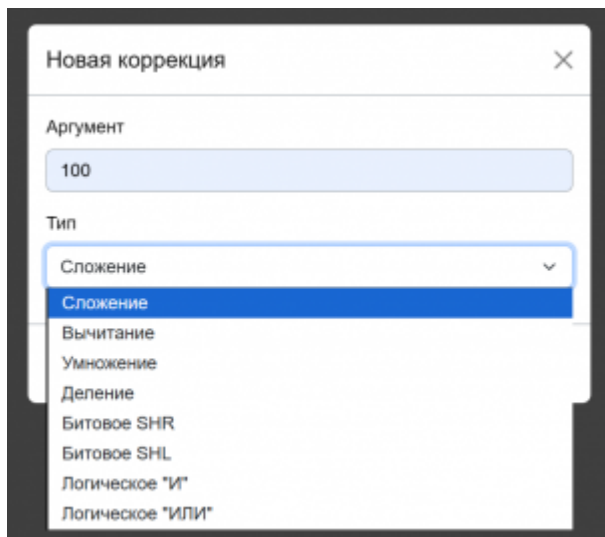 Новая коррекция
Аргумент
100
Тип
Сложение
Сложение
Вычитание
Умножение
Деление
Битовое SHR
Битовое SHL
Логическое "И"
Логическое "ИЛИ"